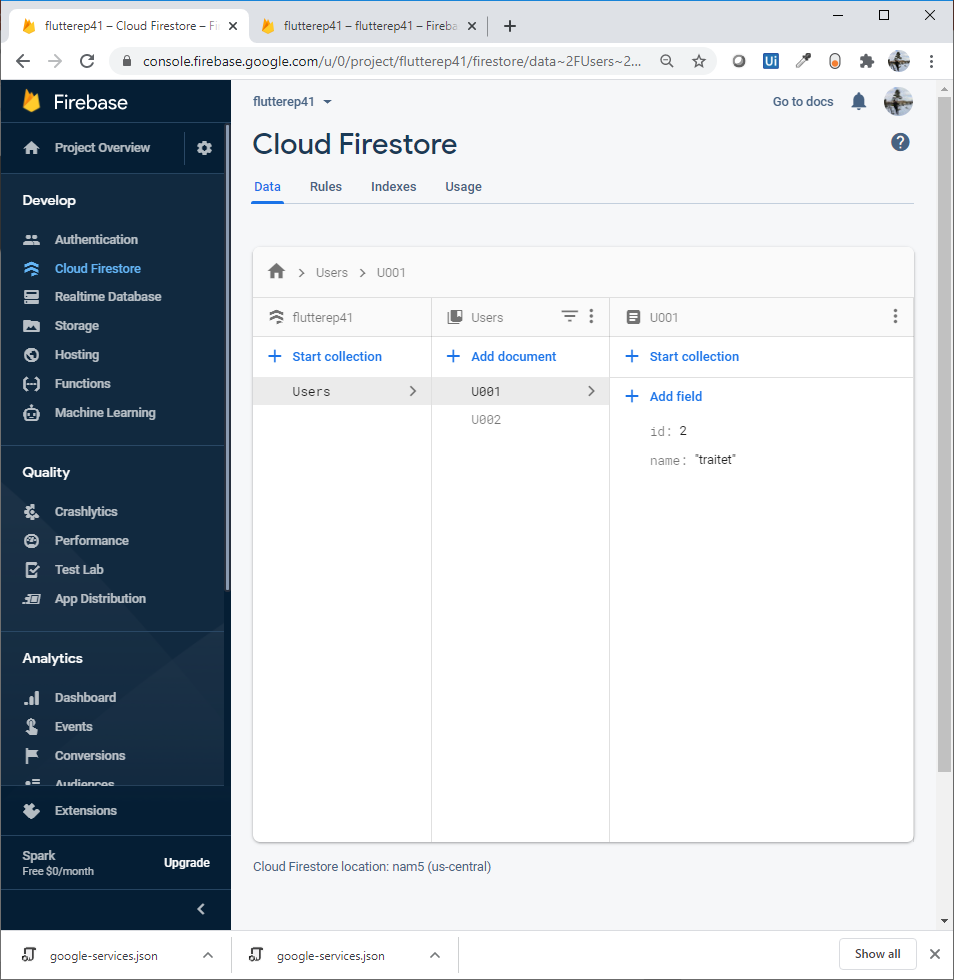 flutterep41 – Cloud Firestore – Fi
flutterep41 – flutterep41 – Fireba
console.firebase.google.com/u/0/project/flutterep41/firestore/data~2FUsers~2...
Ui
Firebase
flutterep41
Go to docs
Project Overview
Cloud Firestore
?
Develop
Data
Rules
Indexes
Usage
Authentication
Cloud Firestore
Realtime Database
Storage
Hosting
Functions
Machine Learning
Users
U001
flutterep41
Users
U001
Start collection
Add document
Start collection
Users
U001
Add field
U002
id: 2
name: "traitet"
Quality
Crashlytics
Performance
Test Lab
App Distribution
Analytics
Dashboard
Events
Conversions
Audiences
Extensions
Spark
Free $0/month
Upgrade
Cloud Firestore location: nam5 (us-central)
google-services.json
google-services.json
Show all